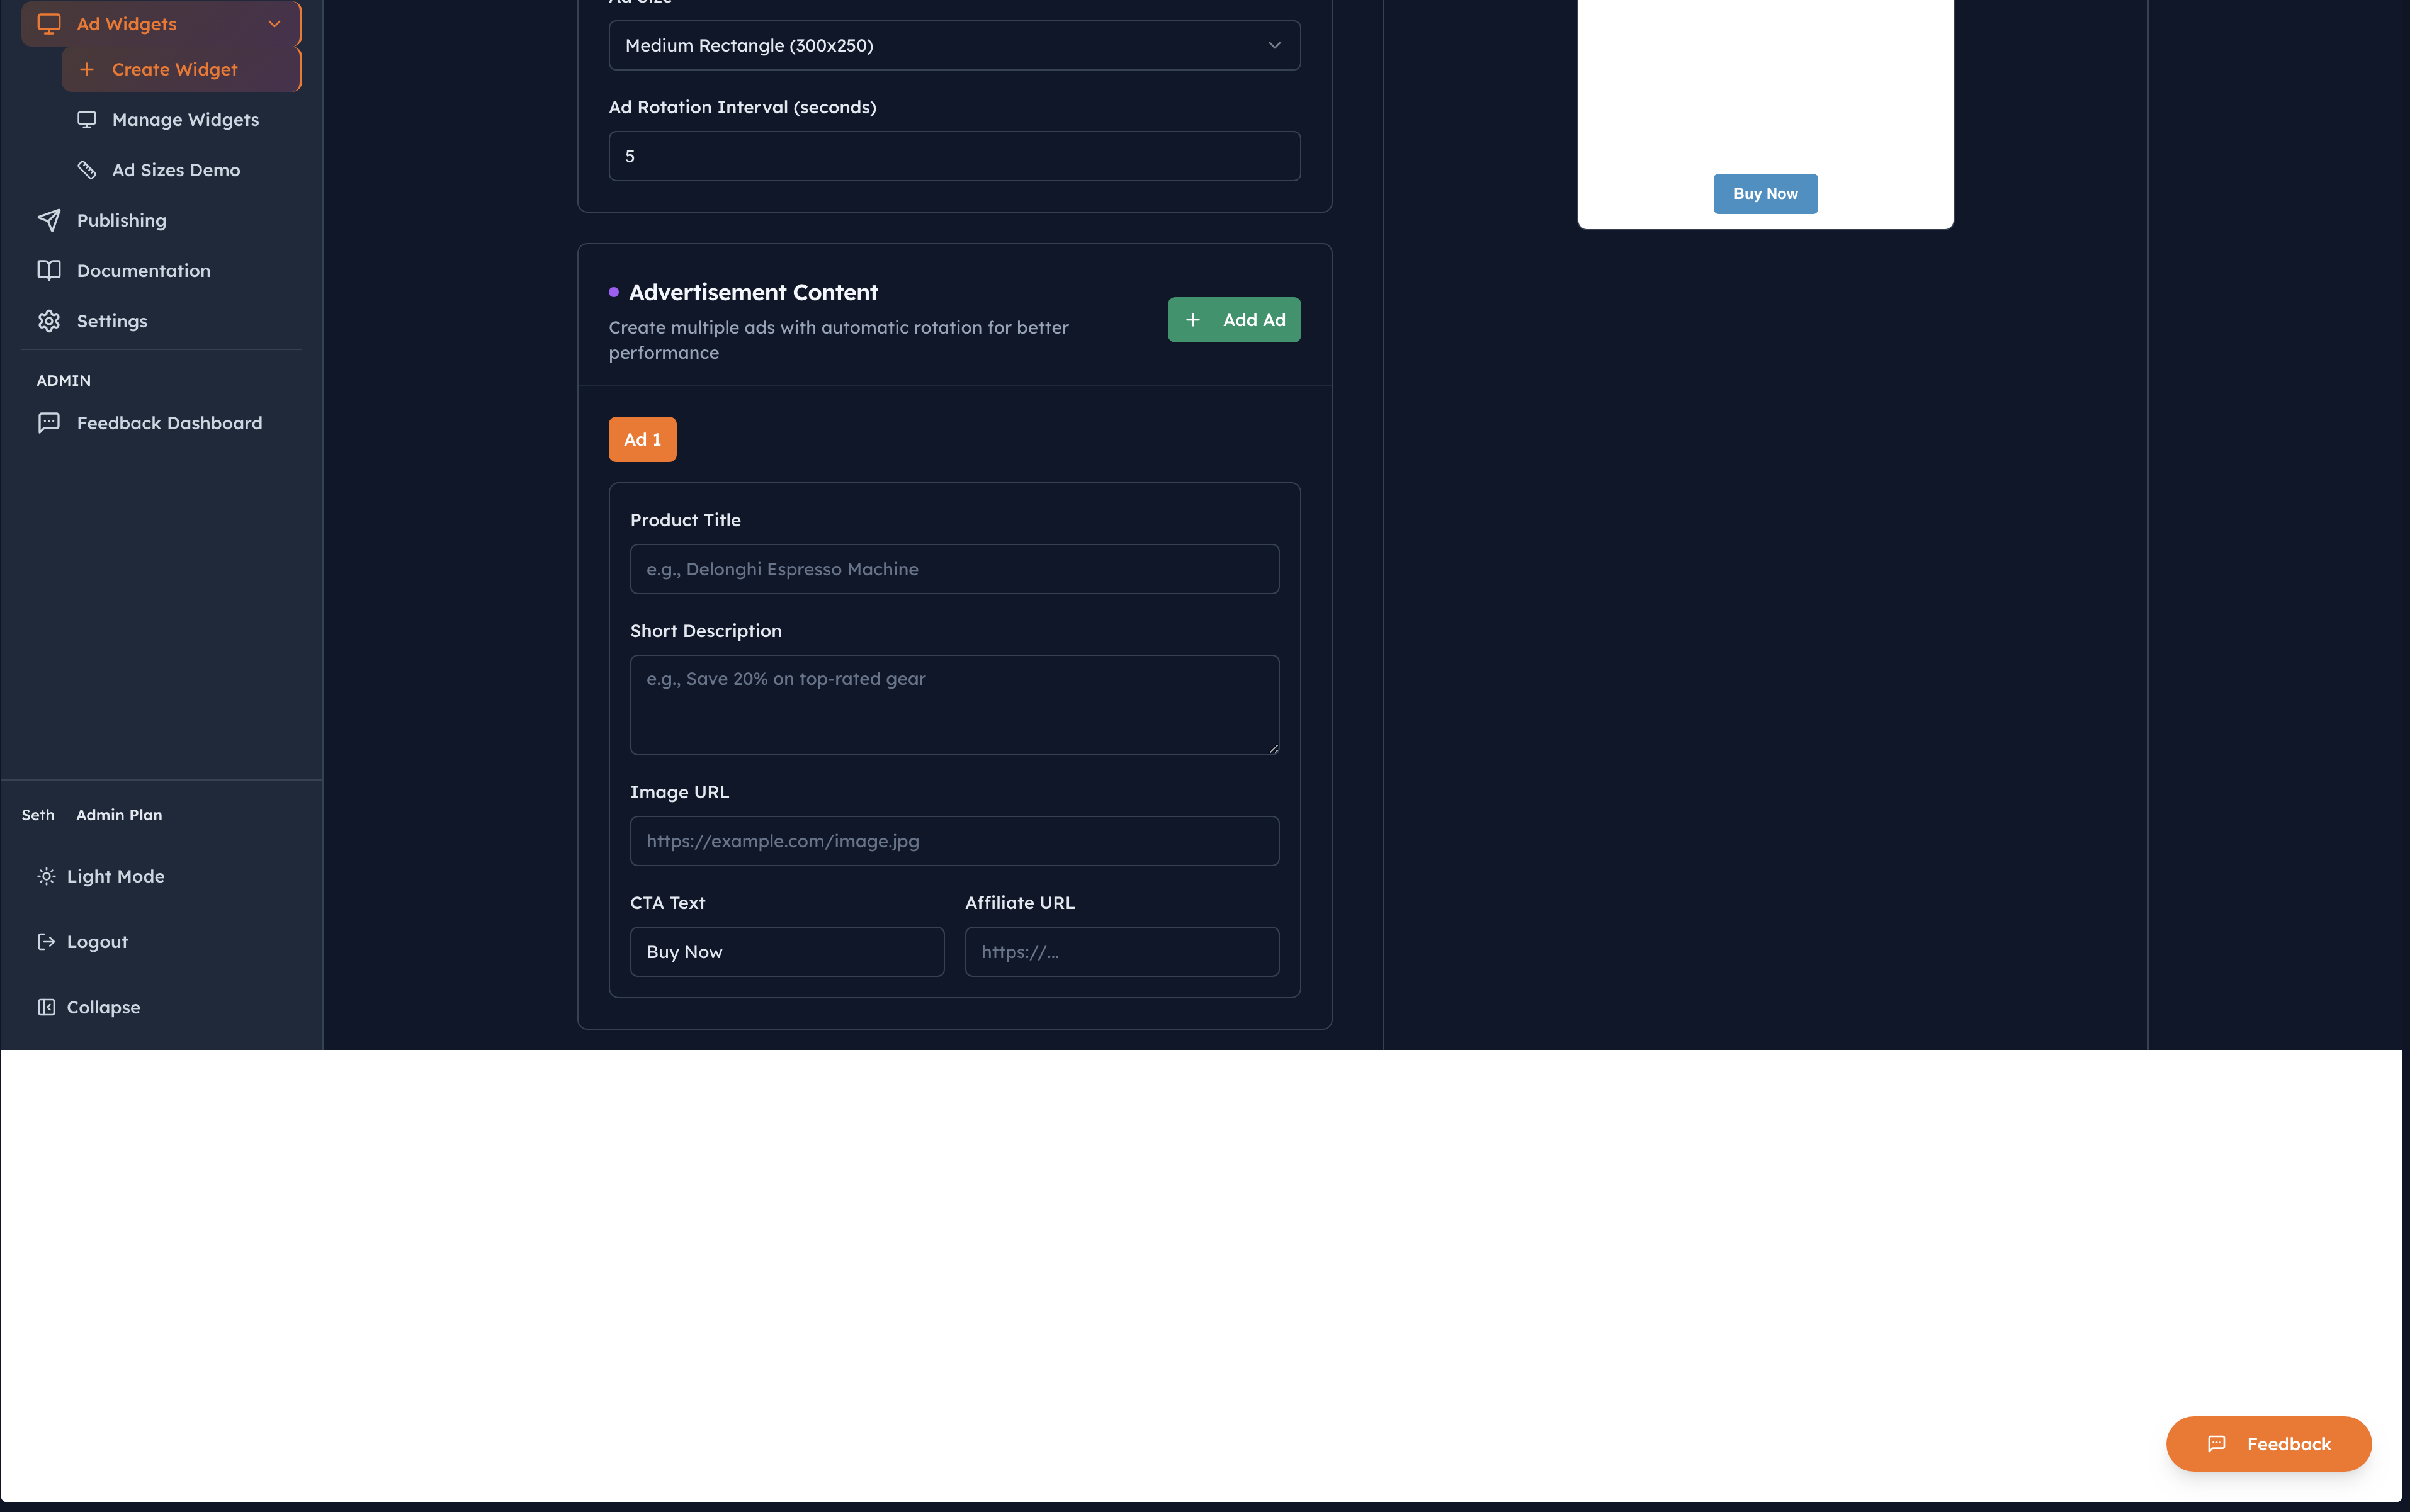 Ad Widgets
Create Widget
Manage Widgets
Ad Sizes Demo
Publishing
Documentation
Settings
ADMIN
Feedback Dashboard
Seth Admin Plan
Light Mode
Logout
Collapse
Ad Size
Medium Rectangle (300x250)
Ad Rotation Interval (seconds)
5
Advertisement Content
Create multiple ads with automatic rotation for better
performance
Add Ad
Ad 1
Product Title
e.g., Delonghi Espresso Machine
Short Description
e.g., Save 20% on top-rated gear
Image URL
https://example.com/image.jpg
CTA Text
Buy Now
Affiliate URL
https://...
Buy Now
Feedback